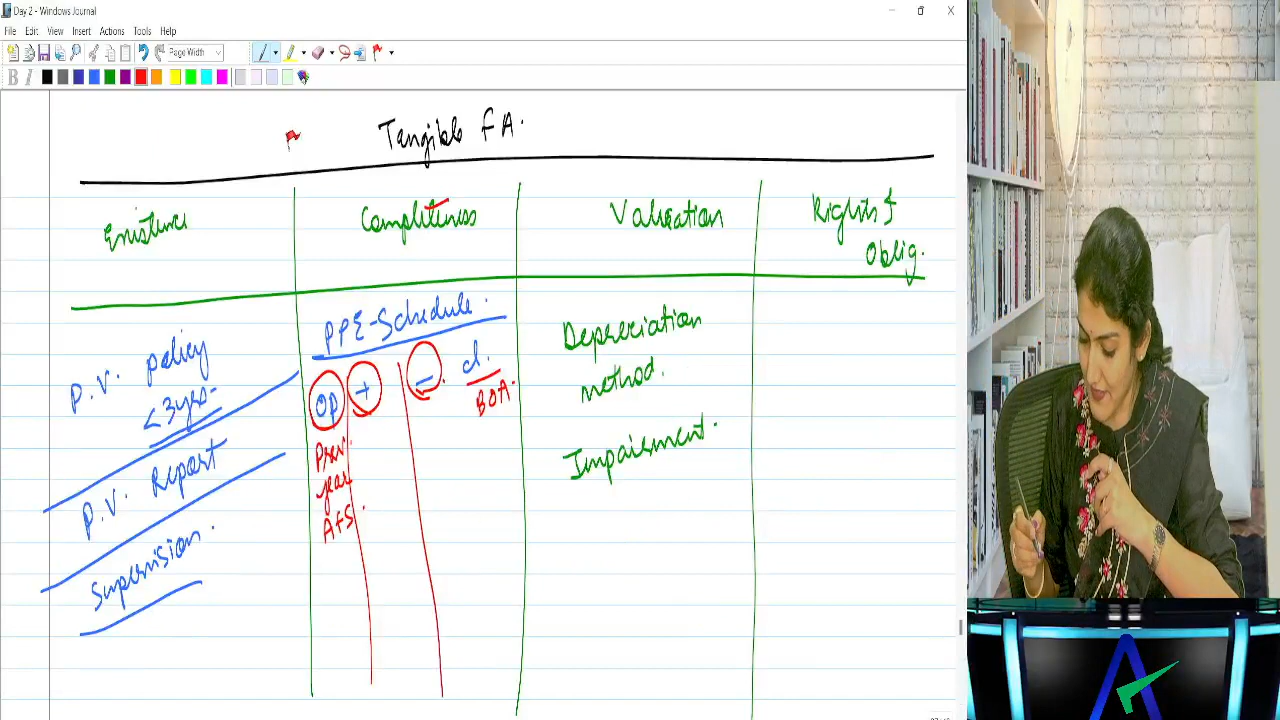 Day 2 - Windows Journal
File Edit View Insert Actions Tools Help
Page Width
B I
Tangible F A.
Existence
Completeness
Valuation
Rights &
Oblig.
P.V. Policy
< 3yrs
P.V. Report
Supervision.
PPE-Schedule.
Op + - cl.
BOA.
Prev.
year
AFS.
Depreciation
method.
Impairment.